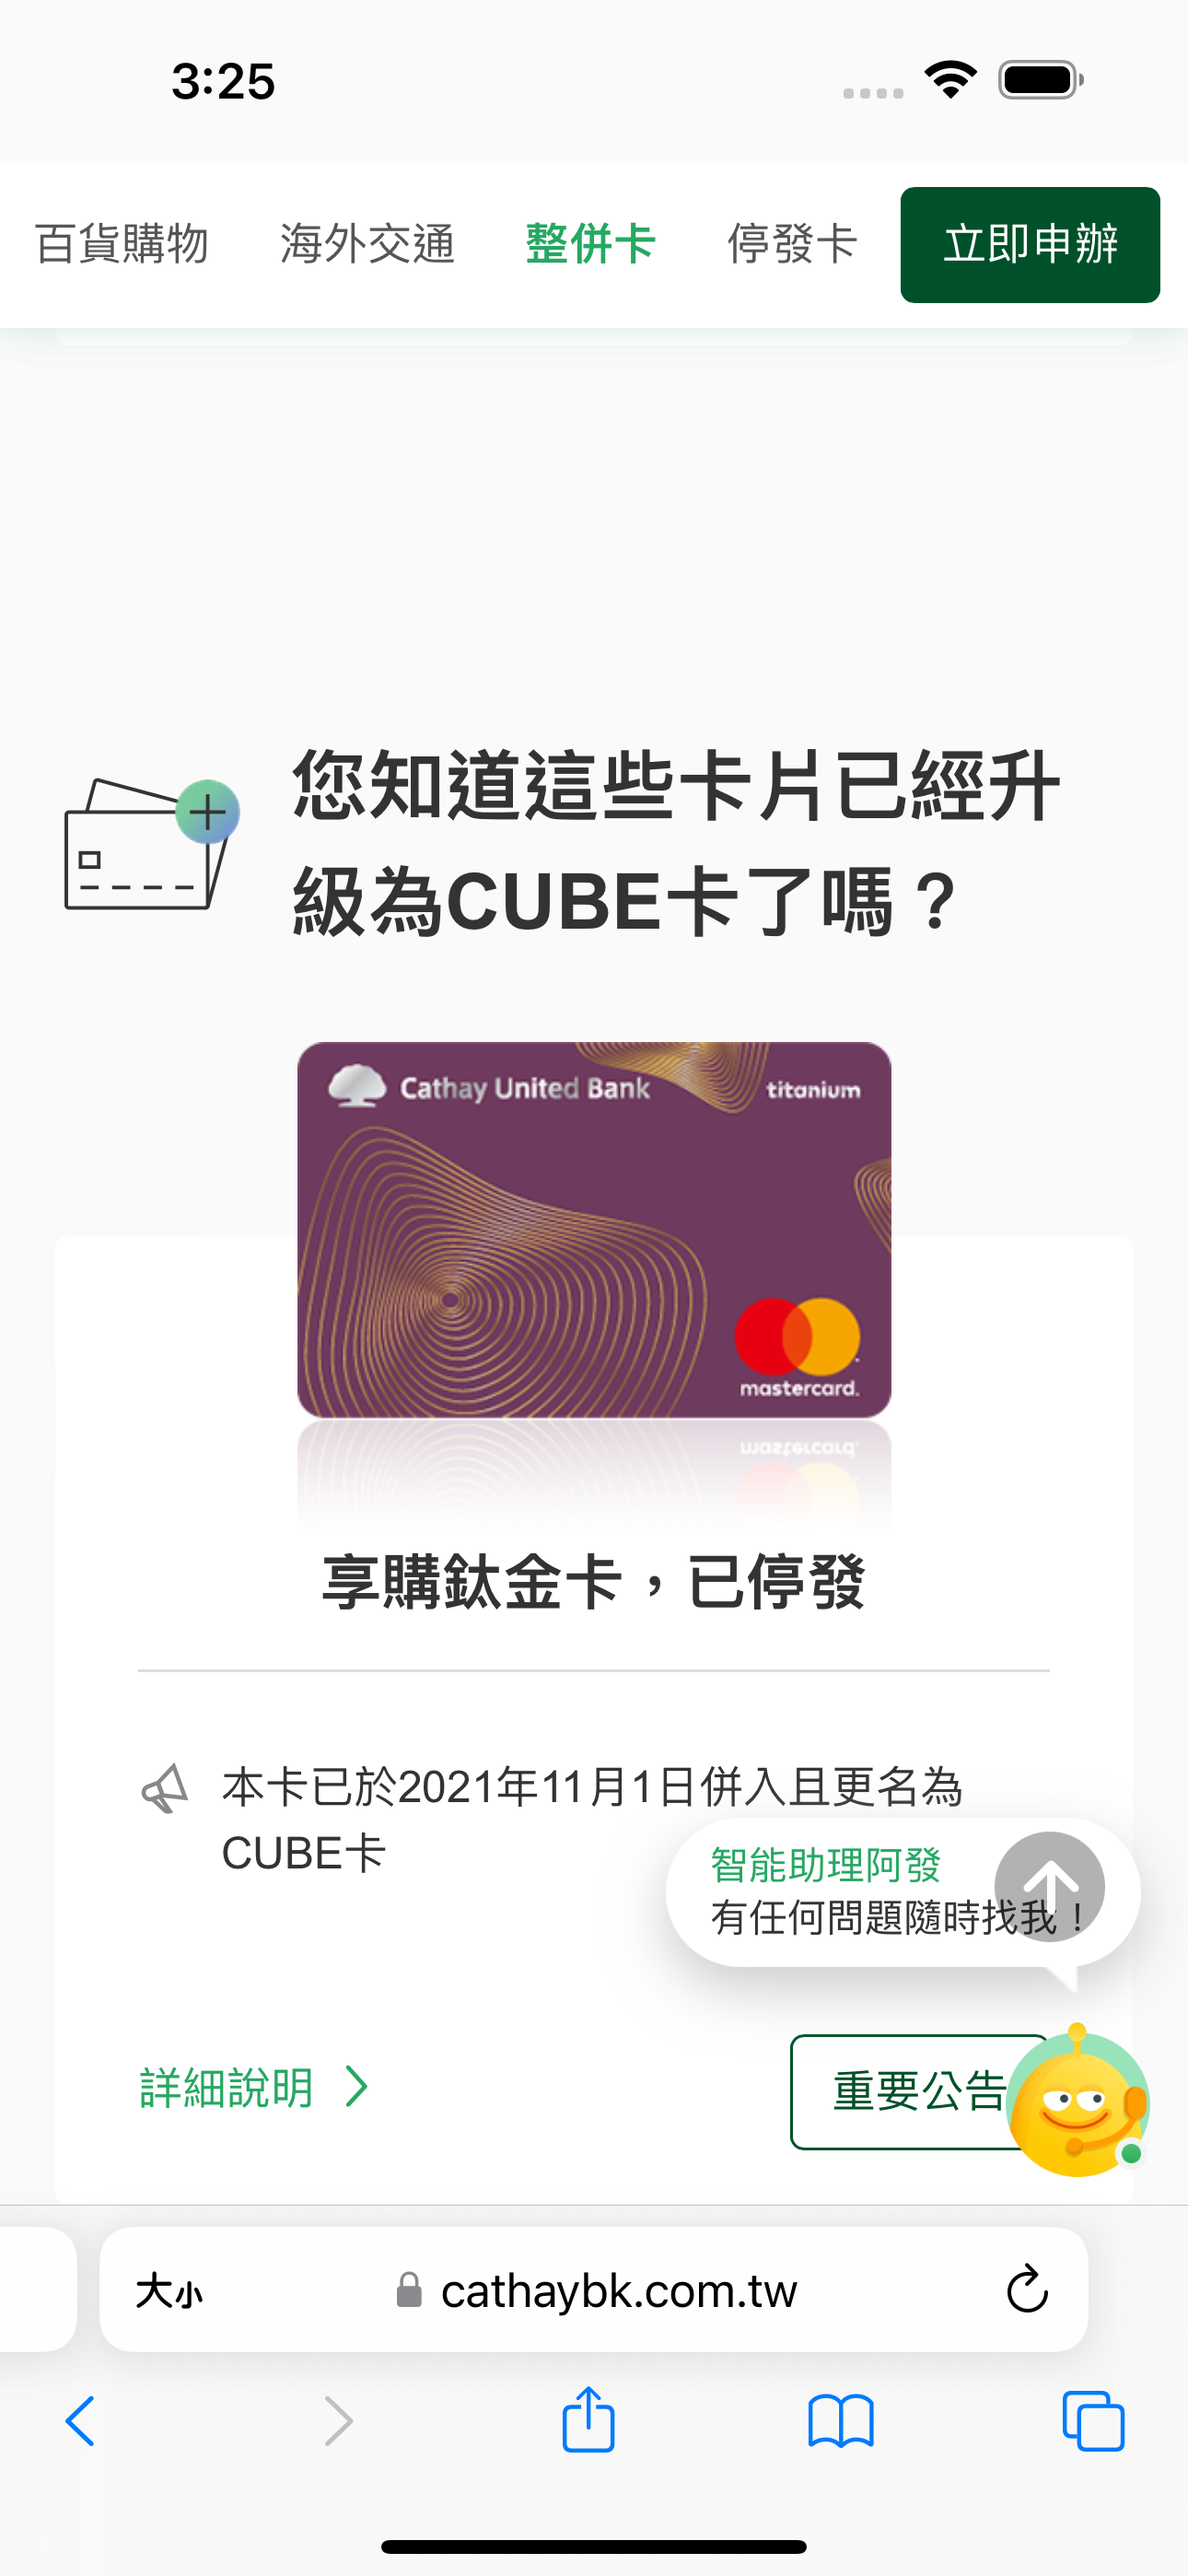 3:25
百貨購物 海外交通 整併卡 停發卡 立即申辦
您知道這些卡片已經升
級為CUBE卡了嗎？
Cathay United Bank titanium
mastercard.
享購鈦金卡，已停發
本卡已於2021年11月1日併入且更名為
CUBE卡
智能助理阿發
有任何問題隨時找我！
詳細說明
重要公告
大小 cathaybk.com.tw